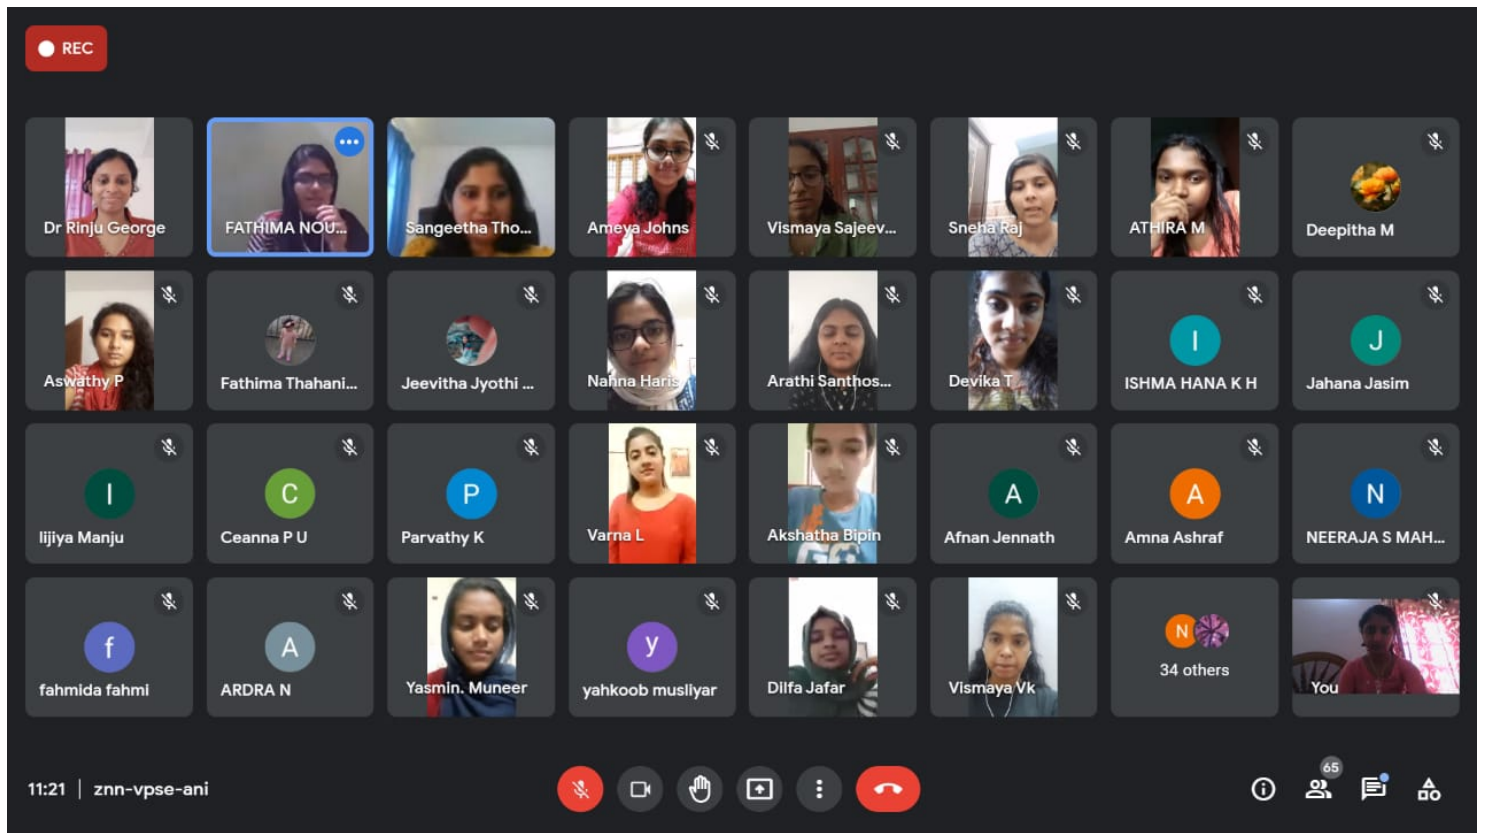 REC
Dr Rinju George
FATHIMA NOU...
Sangeetha Tho...
Ameya Johns
Vismaya Sajeev...
Sneha Raj
ATHIRA M
Deepitha M
Aswathy P
Fathima Thahani...
Jeevitha Jyothi ...
Nahna Haris
Arathi Santhos...
Devika T
I
ISHMA HANA K H
J
Jahana Jasim
l
lijiya Manju
C
Ceanna P U
P
Parvathy K
Varna L
Akshatha Bipin
A
Afnan Jennath
A
Amna Ashraf
N
NEERAJA S MAH...
f
fahmida fahmi
A
ARDRA N
Yasmin. Muneer
y
yahkoob musliyar
Dilfa Jafar
Vismaya Vk
N
34 others
You
11:21 | znn-vpse-ani
65